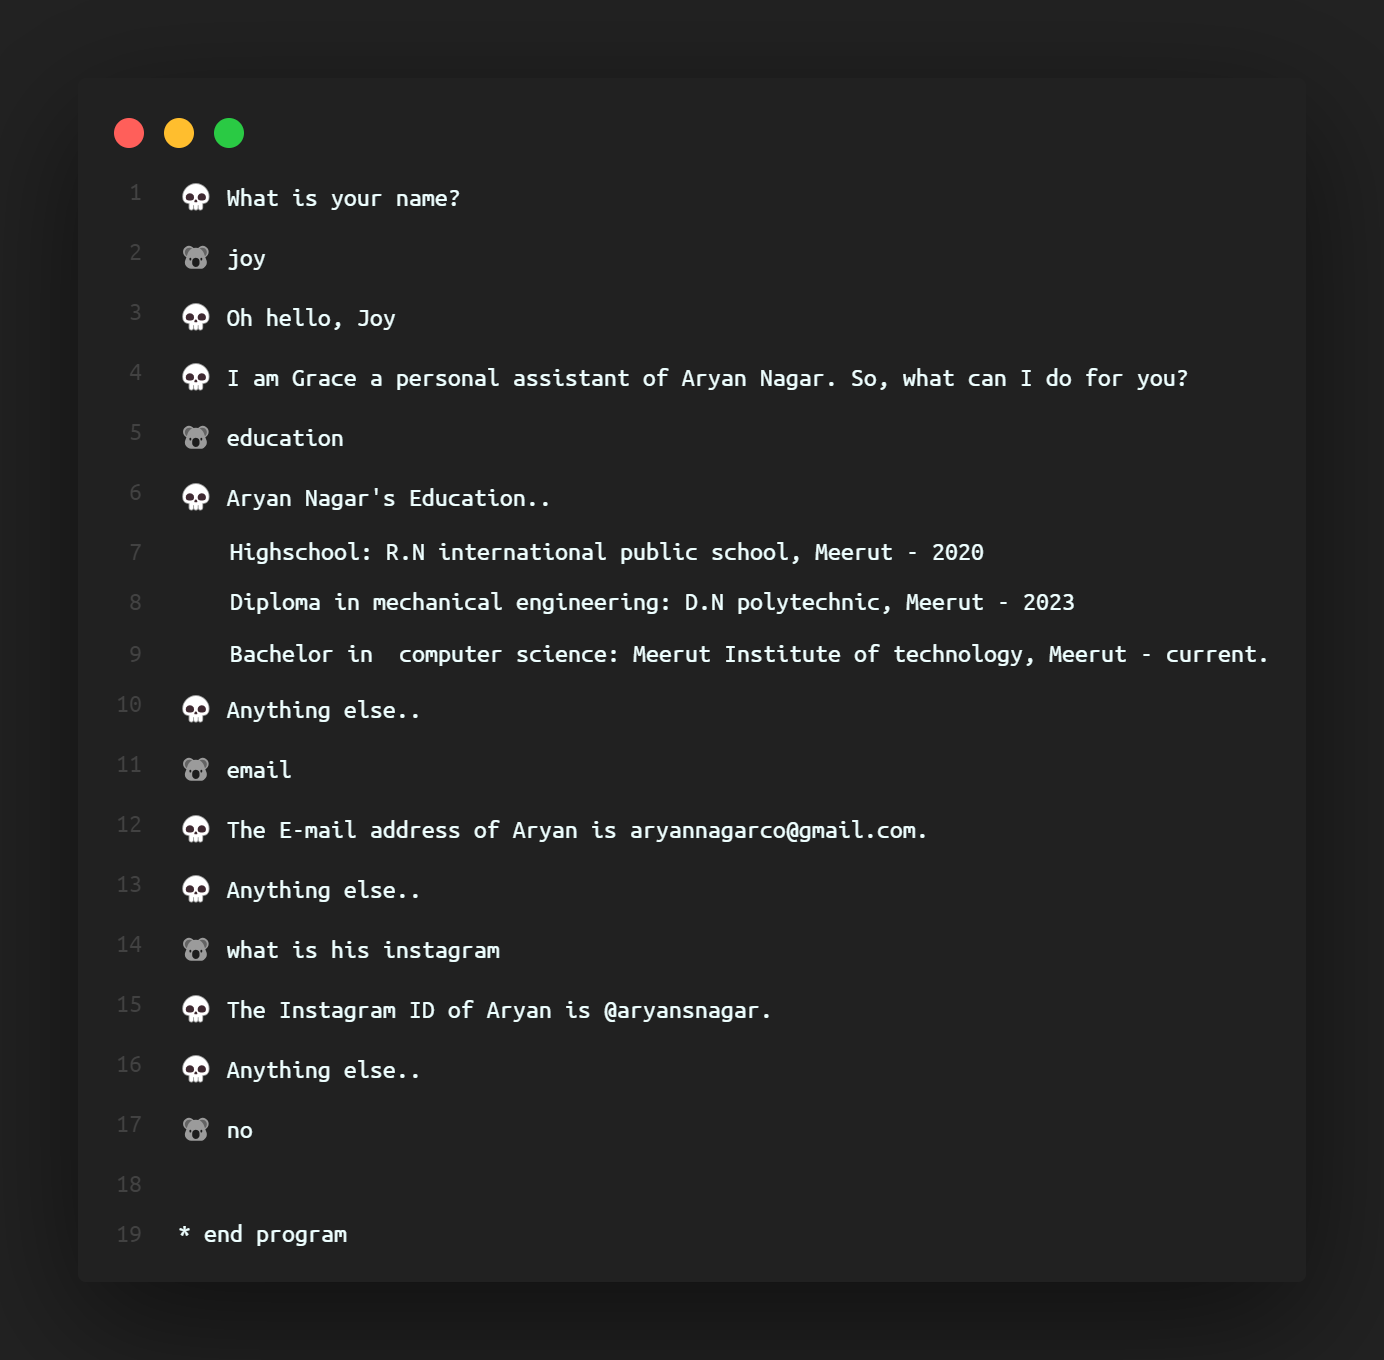 1 💀 What is your name?
2 🐨 joy
3 💀 Oh hello, Joy
4 💀 I am Grace a personal assistant of Aryan Nagar. So, what can I do for you?
5 🐨 education
6 💀 Aryan Nagar's Education..
7 Highschool: R.N international public school, Meerut - 2020
8 Diploma in mechanical engineering: D.N polytechnic, Meerut - 2023
9 Bachelor in  computer science: Meerut Institute of technology, Meerut - current.
10 💀 Anything else..
11 🐨 email
12 💀 The E-mail address of Aryan is aryannagarco@gmail.com.
13 💀 Anything else..
14 🐨 what is his instagram
15 💀 The Instagram ID of Aryan is @aryansnagar.
16 💀 Anything else..
17 🐨 no
18
19 * end program